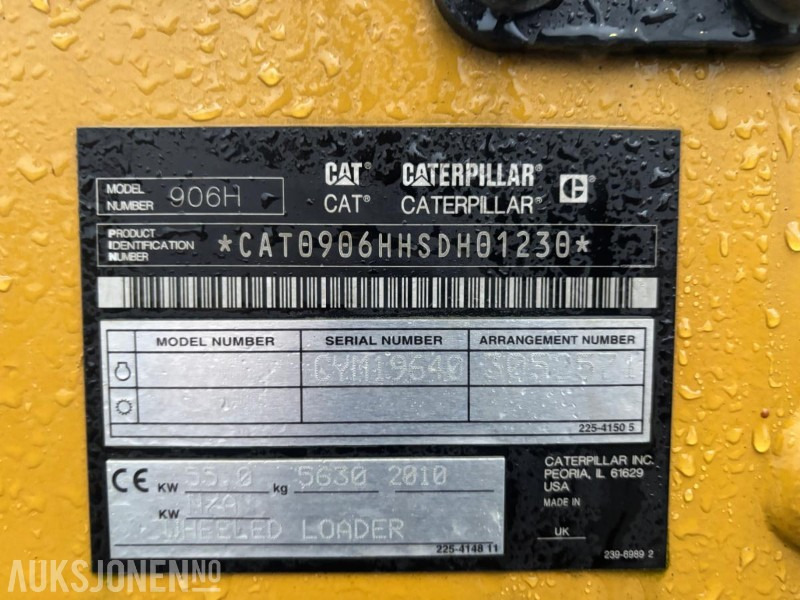 CAT® CATERPILLAR® C
MODEL NUMBER 906H CAT® CATERPILLAR®
PRODUCT IDENTIFICATION NUMBER *CAT0906HHSDH01230*
MODEL NUMBER SERIAL NUMBER ARRANGEMENT NUMBER
225-4150 5
CE KW 55.0 kg 5630 2010
KW N/A
WHEELED LOADER
225-4148 11
CATERPILLAR INC.
PEORIA, IL 61629
USA
MADE IN
UK
239-6989 2
AUKSJONEN.NO